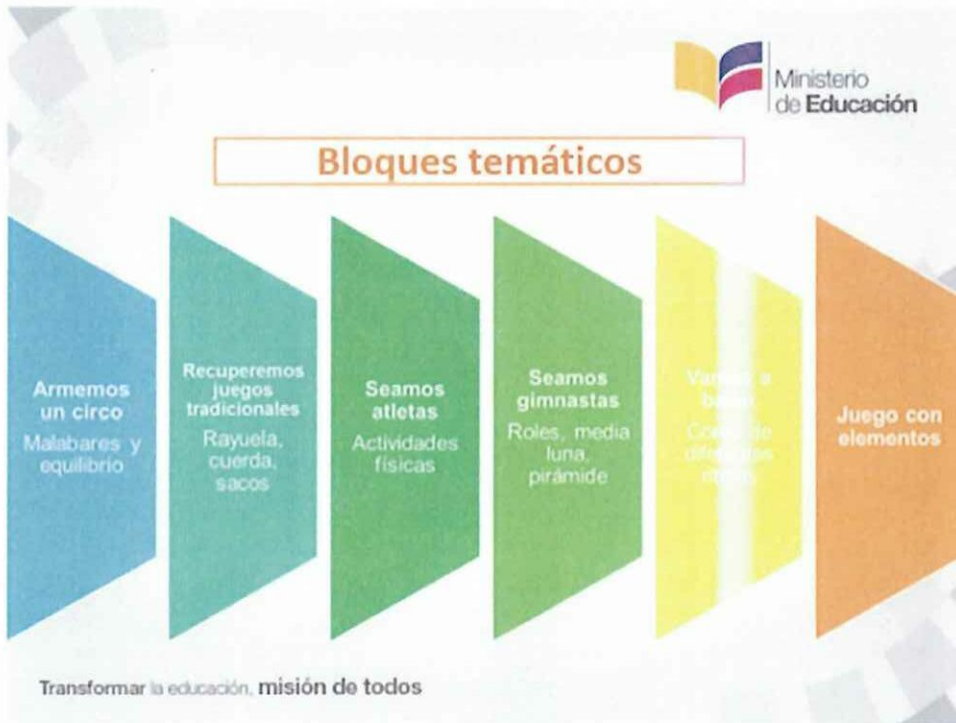 Ministerio
de Educación
Bloques temáticos
Armemos
un circo
Malabares y
equilibrio
Recuperemos
juegos
tradicionales
Rayuela,
cuerda,
sacos
Seamos
atletas
Actividades
físicas
Seamos
gimnastas
Roles, media
luna,
pirámide
a
de
Juego con
elementos
Transformar la educación, misión de todos